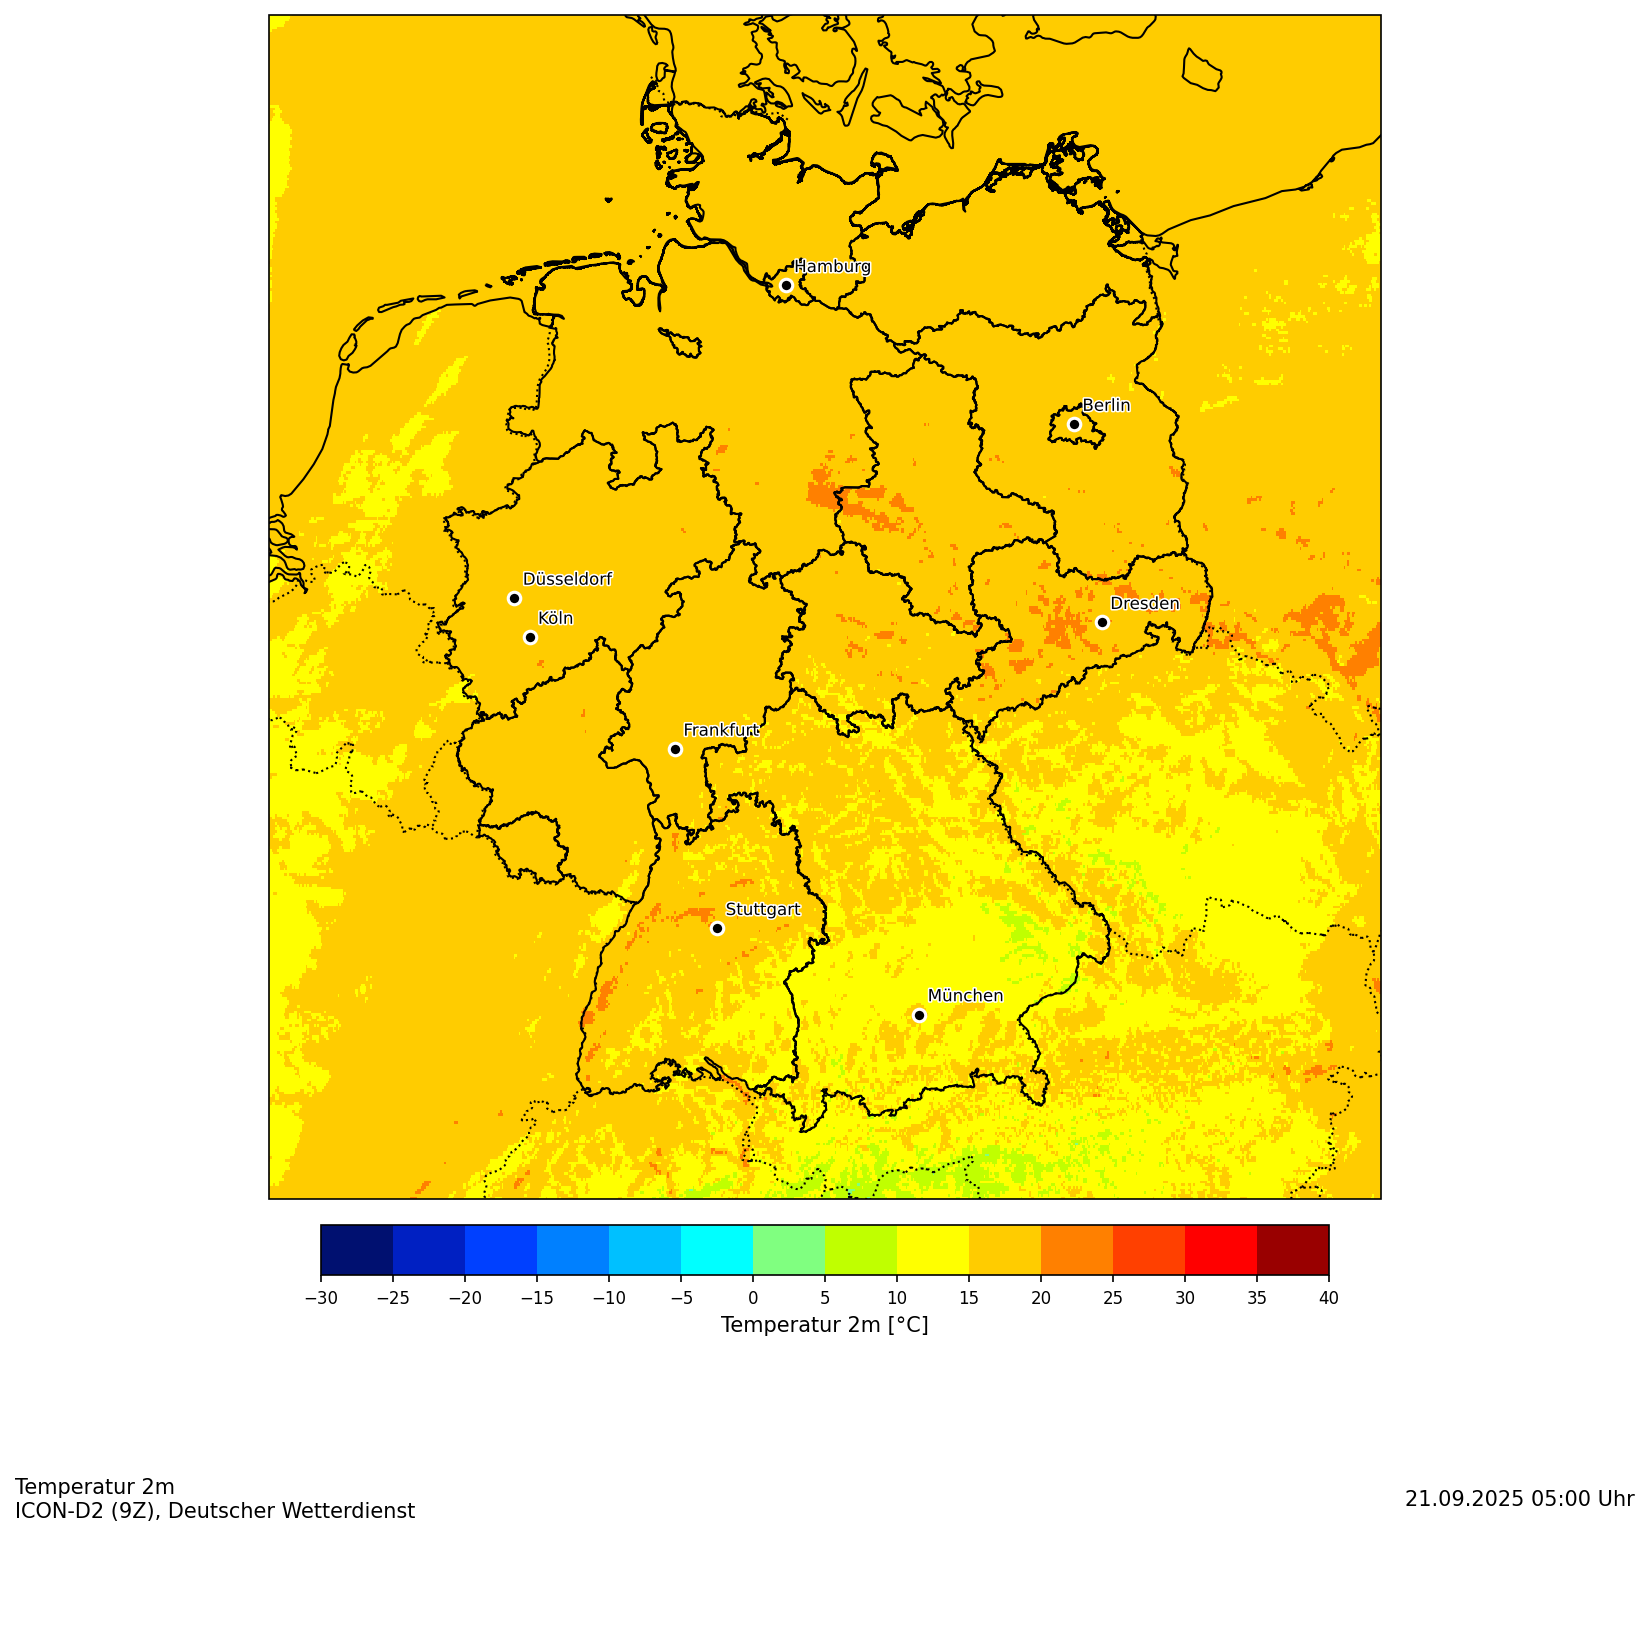 Hamburg
Berlin
Düsseldorf
Köln
Dresden
Frankfurt
Stuttgart
München
−30 −25 −20 −15 −10 −5 0 5 10 15 20 25 30 35 40
Temperatur 2m [°C]
Temperatur 2m
ICON-D2 (9Z), Deutscher Wetterdienst
21.09.2025 05:00 Uhr